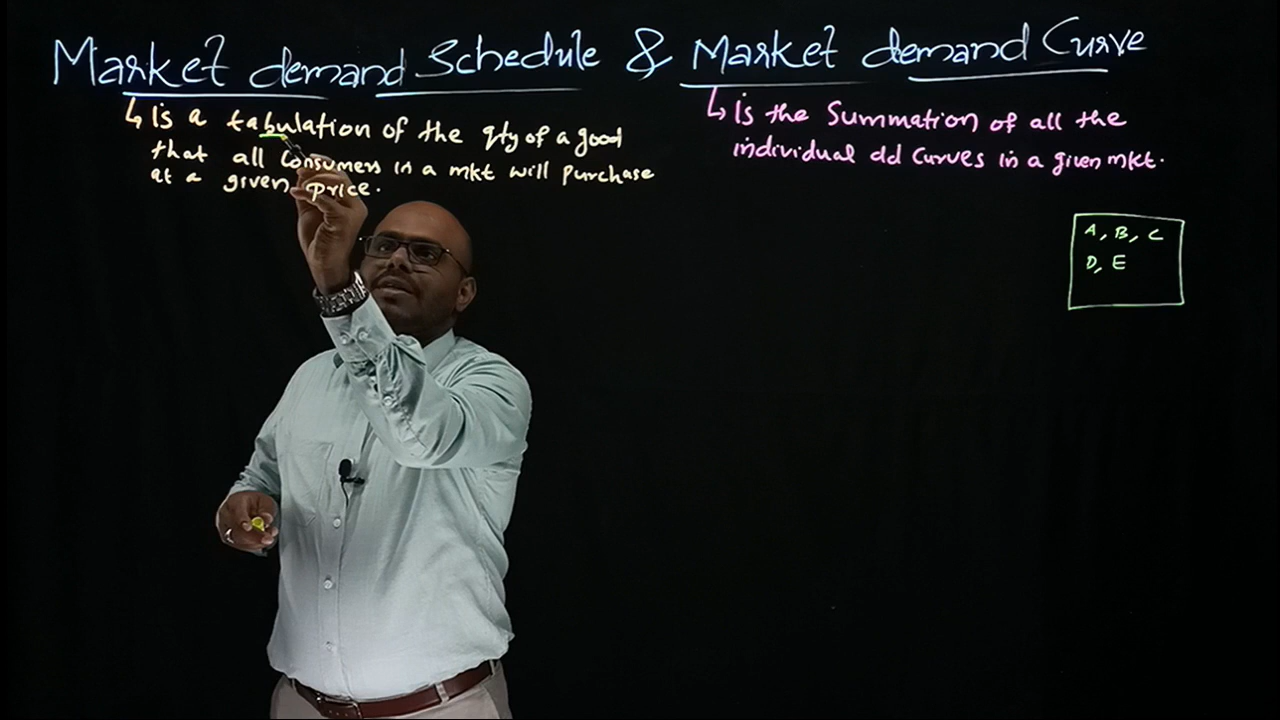 Market demand Schedule & Market demand Curve
↳ Is a tabulation of the qty of a good
that all Consumers in a mkt will purchase
at a given price.
↳ Is the Summation of all the
individual dd Curves in a given mkt.
A, B, C
D, E